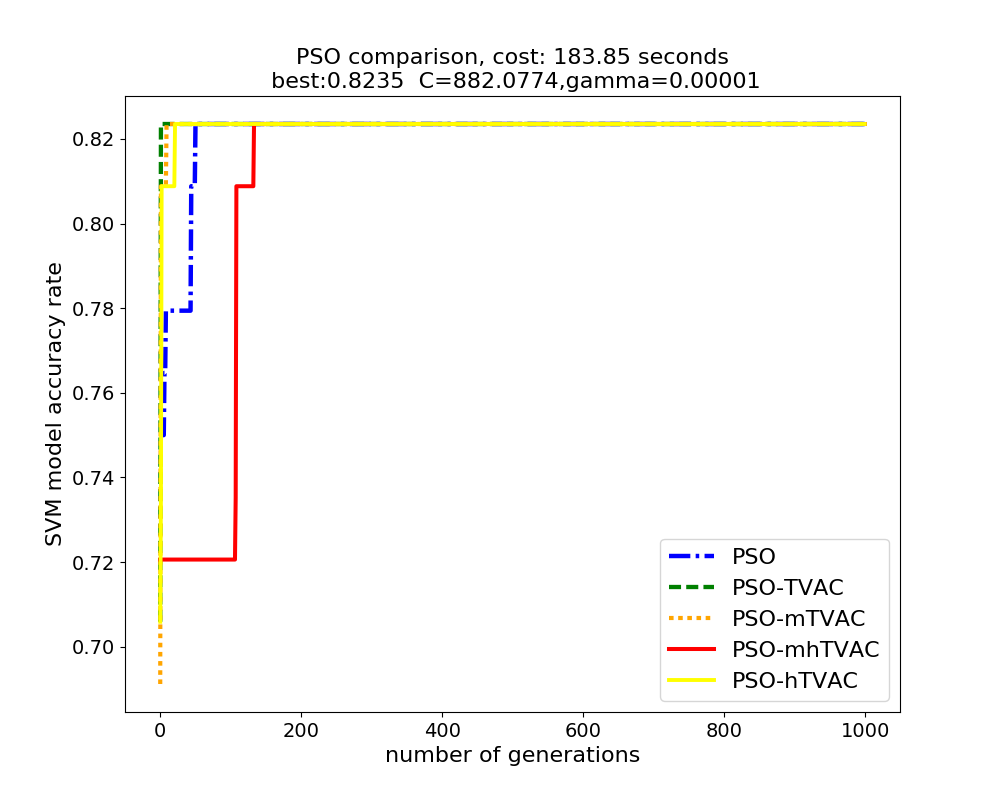 PSO comparison, cost: 183.85 seconds
best:0.8235  C=882.0774,gamma=0.00001
SVM model accuracy rate
0.82
0.80
0.78
0.76
0.74
0.72
0.70
0 200 400 600 800 1000
number of generations
PSO
PSO-TVAC
PSO-mTVAC
PSO-mhTVAC
PSO-hTVAC